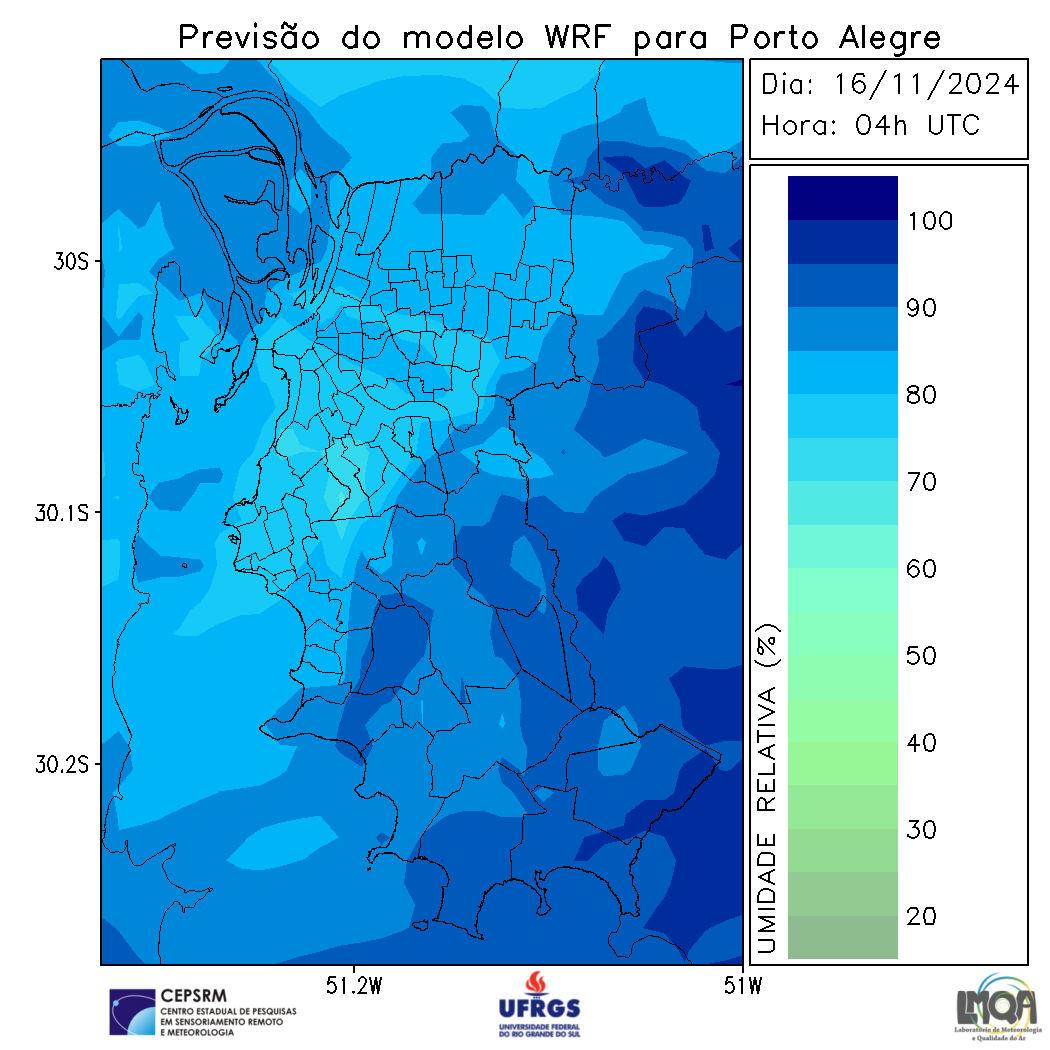 Previsão do modelo WRF para Porto Alegre
Dia: 16/11/2024
Hora: 04h UTC
100
90
80
70
60
50
40
30
20
UMIDADE RELATIVA (%)
30S
30.1S
30.2S
51.2W
51W
CEPSRM
CENTRO ESTADUAL DE PESQUISAS
EM SENSORIAMENTO REMOTO
E METEOROLOGIA
UFRGS
UNIVERSIDADE FEDERAL
DO RIO GRANDE DO SUL
LMQA
Laboratório de Meteorologia
e Qualidade do Ar